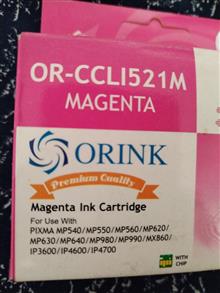 OR-CCLI521M
MAGENTA
ORINK
Premium Quality
Magenta Ink Cartridge
For Use With
PIXMA MP540/MP550/MP560/MP620/
MP630/MP640/MP980/MP990/MX860/
IP3600/IP4600/IP4700
WITH
CHIP